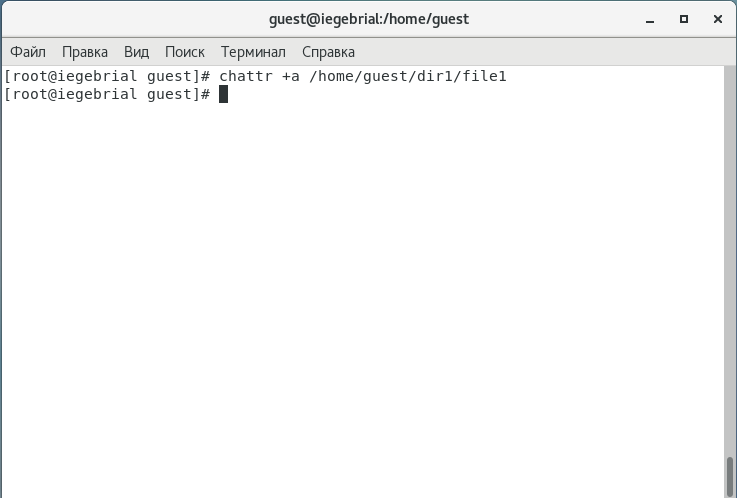 guest@iegebrial:/home/guest
Файл Правка Вид Поиск Терминал Справка
[root@iegebrial guest]# chattr +a /home/guest/dir1/file1
[root@iegebrial guest]#